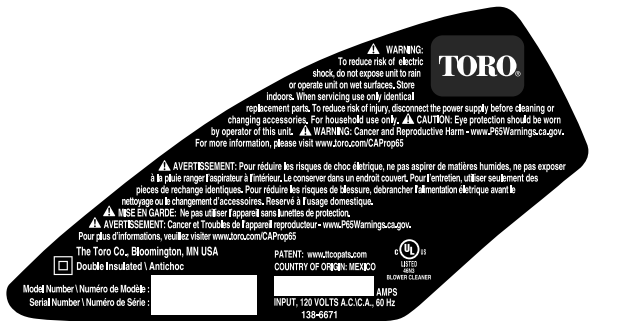 ⚠ WARNING:
To reduce risk of electric
shock, do not expose unit to rain
or operate unit on wet surfaces. Store
indoors. When servicing use only identical
replacement parts. To reduce risk of injury, disconnect the power supply before cleaning or
changing accessories. For household use only. ⚠ CAUTION: Eye protection should be worn
by operator of this unit. ⚠ WARNING: Cancer and Reproductive Harm - www.P65Warnings.ca.gov.
For more information, please visit www.toro.com/CAProp65
TORO®
⚠ AVERTISSEMENT: Pour réduire les risques de choc életrique, ne pas aspirer de matières humides, ne pas exposer
à la pluie ranger l'aspirateur à l'intérieur. Le conserver dans un endroit couvert. Pour l'entretien, utiliser seulement des
pieces de rechange identiques. Pour réduire les risques de blessure, debrancher l'alimentation életrique avant le
nettoyage ou le changement d'accessoires. Reservé à l'usage domestique.
⚠ MISE EN GARDE: Ne pas utiliser l'appareil sans lunettes de protection.
⚠ AVERTISSEMENT: Cancer et Troubles de l'appareil reproducteur - www.P65Warnings.ca.gov.
Pour plus d'informations, veuillez visiter www.toro.com/CAProp65
The Toro Co., Bloomington, MN USA
Double Insulated \ Antichoc
Model Number \ Numéro de Modèle :
Serial Number \ Numéro de Série :
PATENT: www.ttcopats.com
COUNTRY OF ORIGIN: MEXICO
AMPS
INPUT, 120 VOLTS A.C.\C.A., 60 Hz
138-6671
C UL US
LISTED
46N3
BLOWER CLEANER